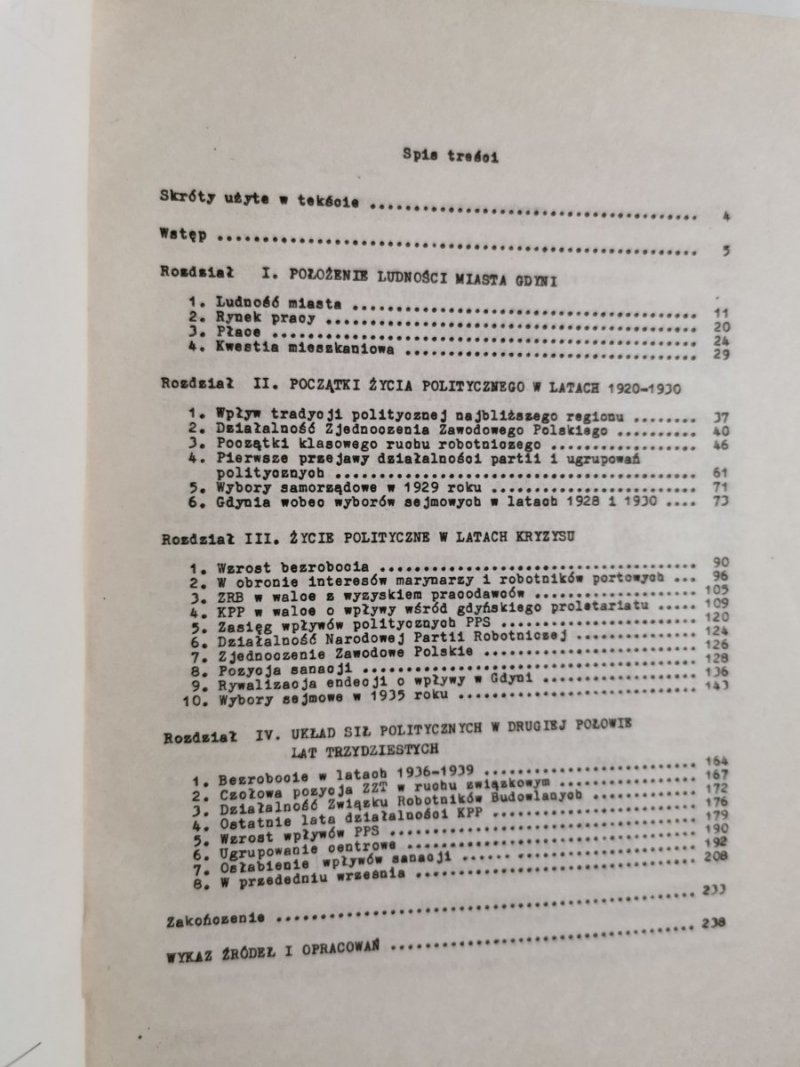 Spis treści
Skróty użyte w tekście ........................................ 4
Wstęp ........................................ 5
Rozdział I. POŁOŻENIE LUDNOŚCI MIASTA GDYNI
1. Ludność miasta ........................................ 11
2. Rynek pracy ........................................ 20
3. Płace ........................................ 24
4. Kwestia mieszkaniowa ........................................ 29
Rozdział II. POCZĄTKI ŻYCIA POLITYCZNEGO W LATACH 1920-1930
1. Wpływ tradycji politycznej najbliższego regionu ........ 37
2. Działalność Zjednoczenia Zawodowego Polskiego .......... 40
3. Początki klasowego ruchu robotniczego ................. 46
4. Pierwsze przejawy działalności partii i ugrupowań
politycznych ........................................ 61
5. Wybory samorządowe w 1929 roku ........................ 71
6. Gdynia wobec wyborów sejmowych w latach 1928 i 1930 .... 73
Rozdział III. ŻYCIE POLITYCZNE W LATACH KRYZYSU
1. Wzrost bezrobocia ........................................ 90
2. W obronie interesów marynarzy i robotników portowych ... 96
3. ZRB w walce z wyzyskiem pracodawców .................... 105
4. KPP w walce o wpływy wśród gdyńskiego proletariatu ..... 109
5. Zasięg wpływów politycznych PPS ........................ 120
6. Działalność Narodowej Partii Robotniczej ............... 124
7. Zjednoczenie Zawodowe Polskie .......................... 126
8. Pozycja sanacji ........................................ 128
9. Rywalizacja endecji o wpływy w Gdyni ................... 136
10. Wybory sejmowe w 1935 roku ........................... 143
Rozdział IV. UKŁAD SIŁ POLITYCZNYCH W DRUGIEJ POŁOWIE
LAT TRZYDZIESTYCH
1. Bezrobocie w latach 1936-1939 .......................... 164
2. Czołowa pozycja ZZT w ruchu związkowym ................ 167
3. Działalność Związku Robotników Budowlanych ............ 172
4. Ostatnie lata działalności KPP ......................... 176
5. Wzrost wpływów PPS ........................................ 179
6. Ugrupowanie centrowe ................................... 190
7. Osłabienie wpływów sanacji ...... ..................... 192
8. W przededniu września .................................. 208
Zakończenie ........................................ 233
WYKAZ ŹRÓDEŁ I OPRACOWAŃ ........................................ 238